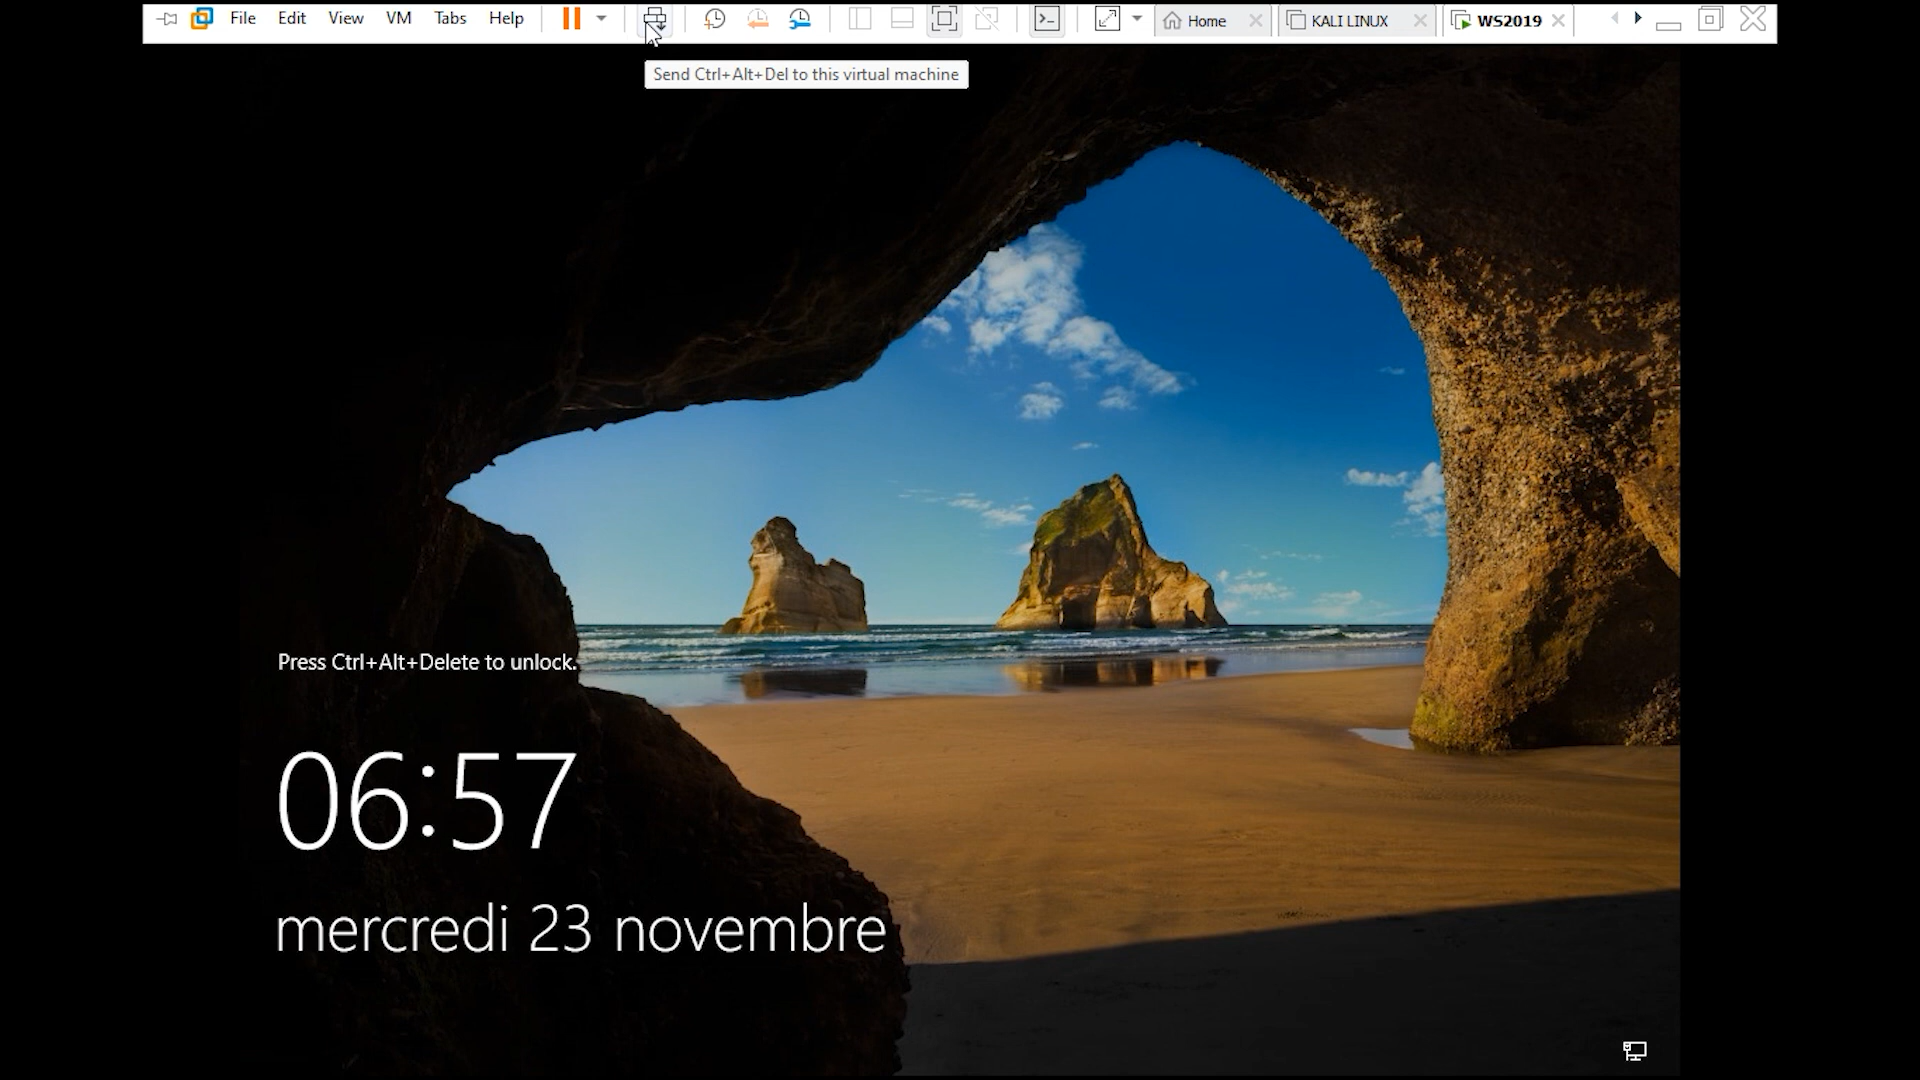 File Edit View VM Tabs Help Home KALI LINUX WS2019
Send Ctrl+Alt+Del to this virtual machine
Press Ctrl+Alt+Delete to unlock.
06:57
mercredi 23 novembre